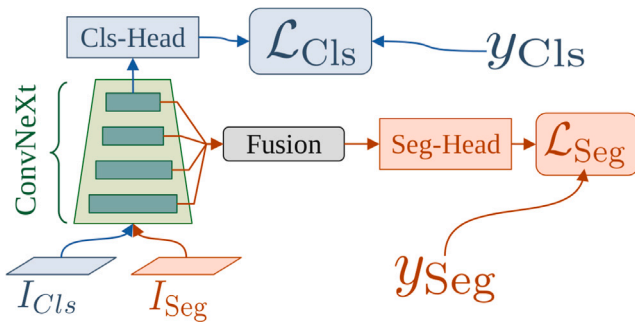 Cls-Head
ℒ_Cls
y_Cls
ConvNeXt
Fusion
Seg-Head
ℒ_Seg
I_Cls
I_Seg
y_Seg